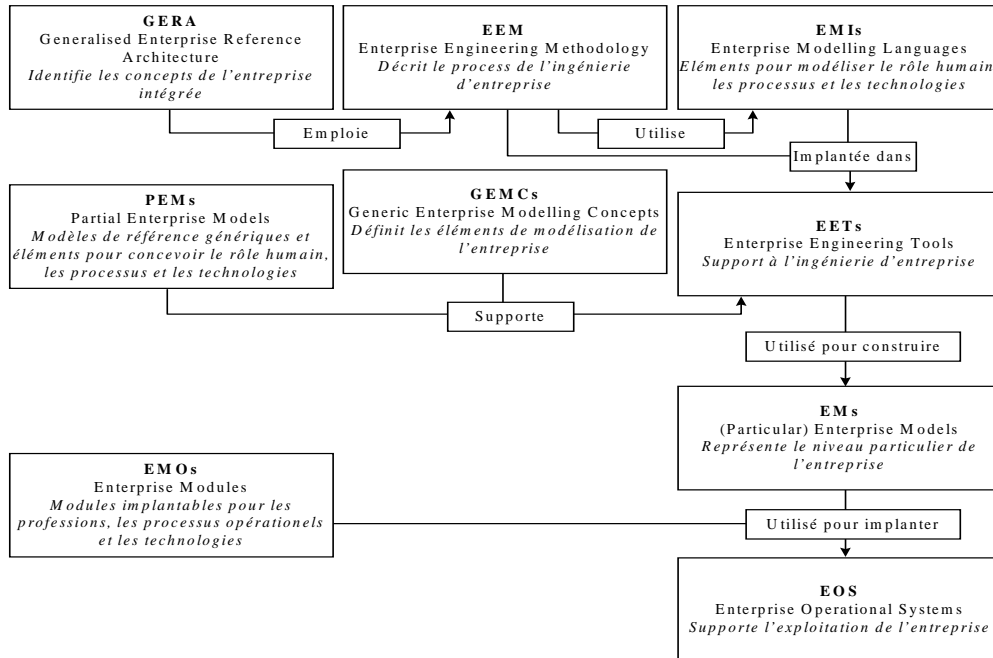 GERA
Generalised Enterprise Reference
Architecture
Identifie les concepts de l'entreprise
intégrée
EEM
Enterprise Engineering Methodology
Décrit le process de l'ingénierie
d'entreprise
EMIs
Enterprise Modelling Languages
Eléments pour modéliser le rôle humain,
les processus et les technologies
Emploie
Utilise
Implantée dans
PEMs
Partial Enterprise Models
Modèles de référence génériques et
éléments pour concevoir le rôle humain,
les processus et les technologies
GEMCs
Generic Enterprise Modelling Concepts
Définit les éléments de modélisation de
l'entreprise
EETs
Enterprise Engineering Tools
Support à l'ingénierie d'entreprise
Supporte
Utilisé pour construire
EMs
(Particular) Enterprise Models
Représente le niveau particulier de
l'entreprise
EMOs
Enterprise Modules
Modules implantables pour les
professions, les processus opérationels
et les technologies
Utilisé pour implanter
EOS
Enterprise Operational Systems
Supporte l'exploitation de l'entreprise